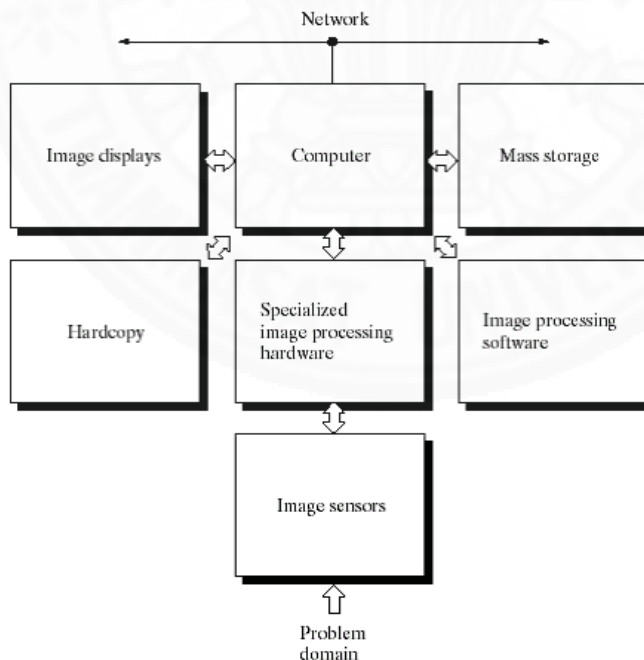 Network
Image displays
Computer
Mass storage
Hardcopy
Specialized
image processing
hardware
Image processing
software
Image sensors
Problem
domain